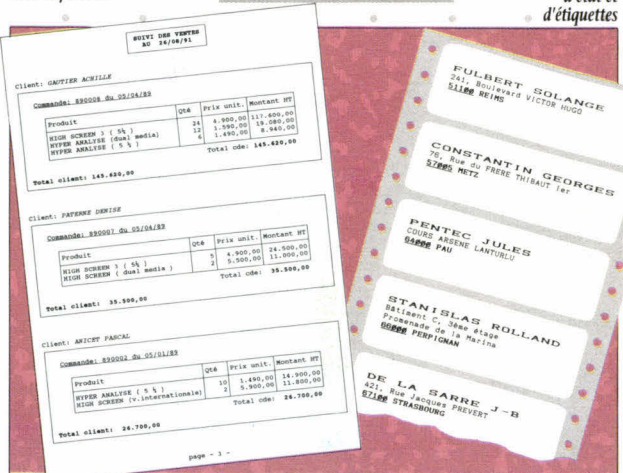 d'étiquettes
SUIVI DES VENTES
AU 26/06/91
Client: GAUTIER ACHILLE
Commande: 890008 du 05/04/89
Produit Qté Prix unit. Montant HT
HIGH SCREEN 3 ( 5¼ ) 24 4.900,00 117.600,00
HYPER ANALYSE (dual media) 12 1.590,00 19.080,00
HYPER ANALYSE ( 5 ¼ ) 6 1.490,00 8.940,00
Total cde: 145.620,00
Total client: 145.620,00
Client: PATERNE DENISE
Commande: 890007 du 05/04/89
Produit Qté Prix unit. Montant HT
HIGH SCREEN 3 ( 5¼ ) 5 4.900,00 24.500,00
HIGH SCREEN ( dual media ) 2 5.500,00 11.000,00
Total cde: 35.500,00
Total client: 35.500,00
Client: ANICET PASCAL
Commande: 890002 du 05/01/89
Produit Qté Prix unit. Montant HT
HYPER ANALYSE ( 5 ¼ ) 10 1.490,00 14.900,00
HIGH SCREEN (v.internationale) 2 5.900,00 11.800,00
Total cde: 26.700,00
Total client: 26.700,00
page - 3 -
FULBERT SOLANGE
241, Boulevard VICTOR HUGO
51100 REIMS
CONSTANTIN GEORGES
76, Rue du FRERE THIBAUT 1er
57005 METZ
PENTEC JULES
COURS ARSENE LANTURLU
64000 PAU
STANISLAS ROLLAND
Bâtiment C, 3ème étage
Promenade de la Marina
66000 PERPIGNAN
DE LA SARRE J-B
421, Rue Jacques PREVERT
67100 STRASBOURG